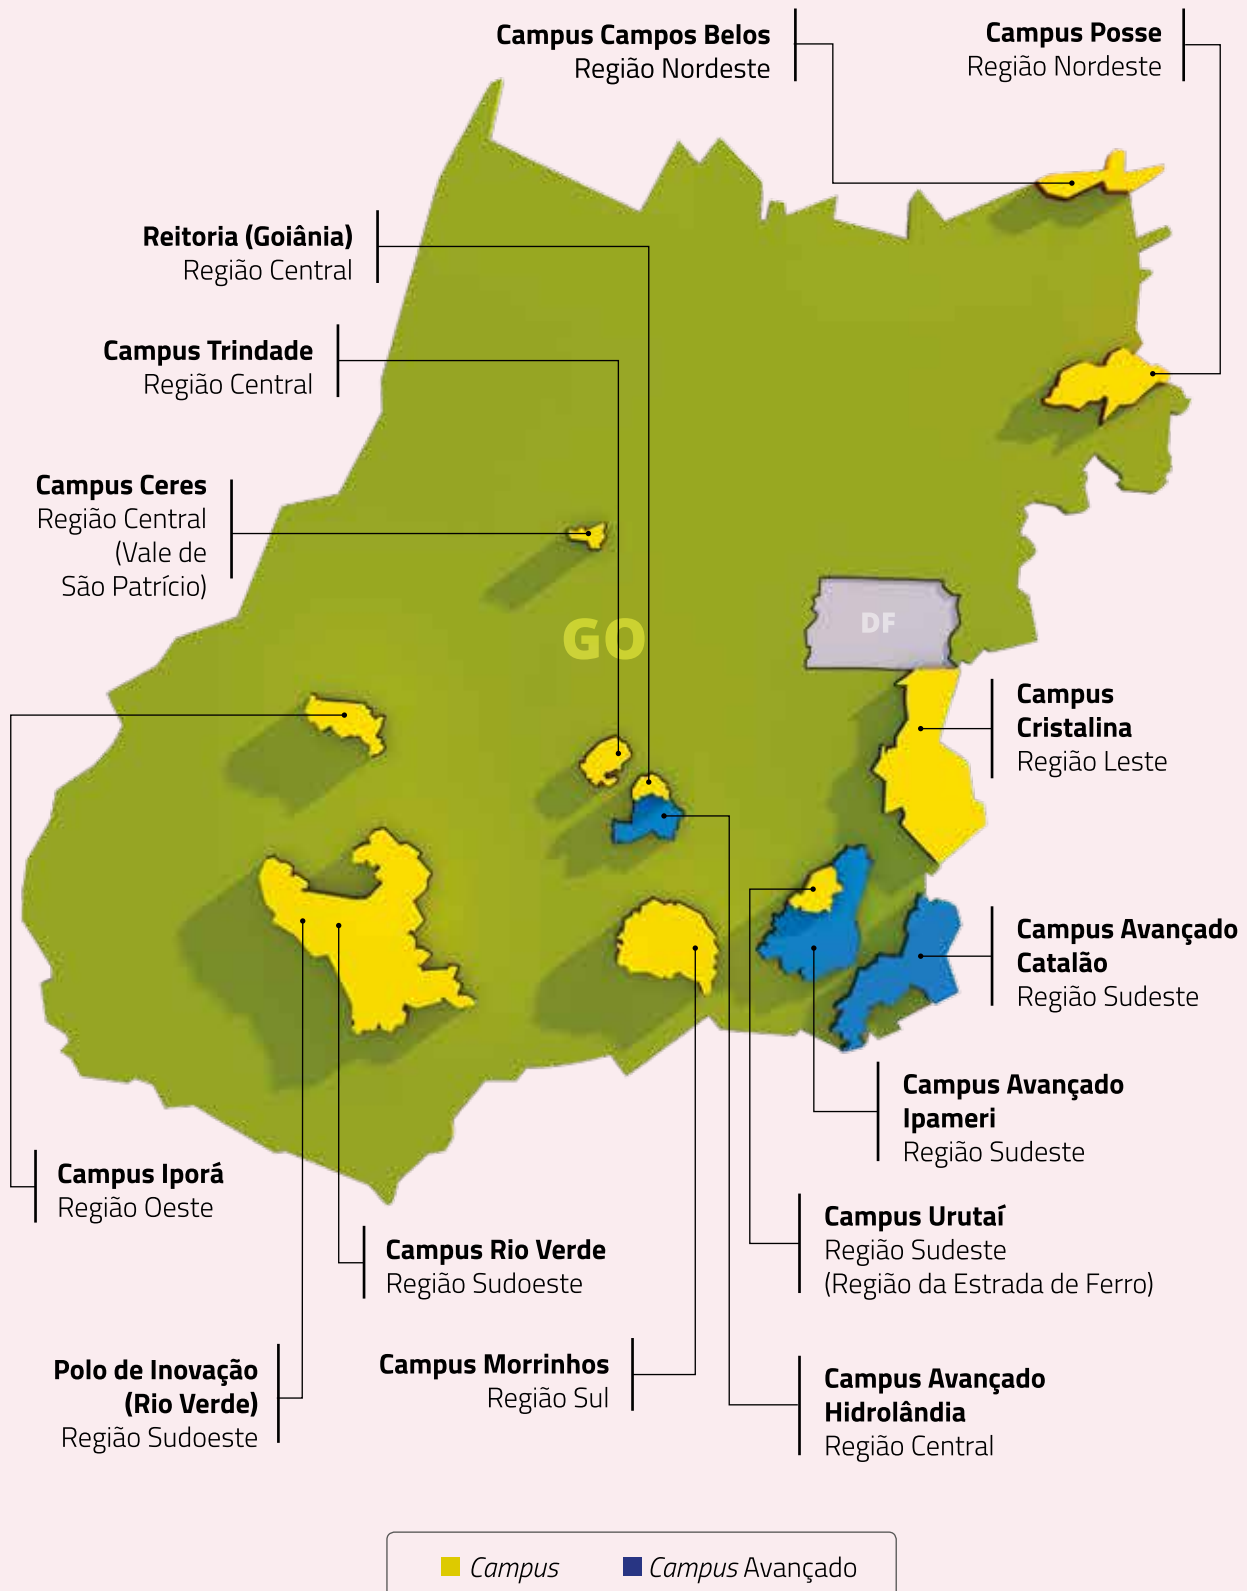 Campus Campos Belos
Região Nordeste
Campus Posse
Região Nordeste
Reitoria (Goiânia)
Região Central
Campus Trindade
Região Central
Campus Ceres
Região Central
(Vale de
São Patrício)
GO
DF
Campus
Cristalina
Região Leste
Campus Avançado
Catalão
Região Sudeste
Campus Avançado
Ipameri
Região Sudeste
Campus Iporá
Região Oeste
Campus Urutaí
Região Sudeste
(Região da Estrada de Ferro)
Campus Rio Verde
Região Sudoeste
Polo de Inovação
(Rio Verde)
Região Sudoeste
Campus Morrinhos
Região Sul
Campus Avançado
Hidrolândia
Região Central
Campus
Campus Avançado